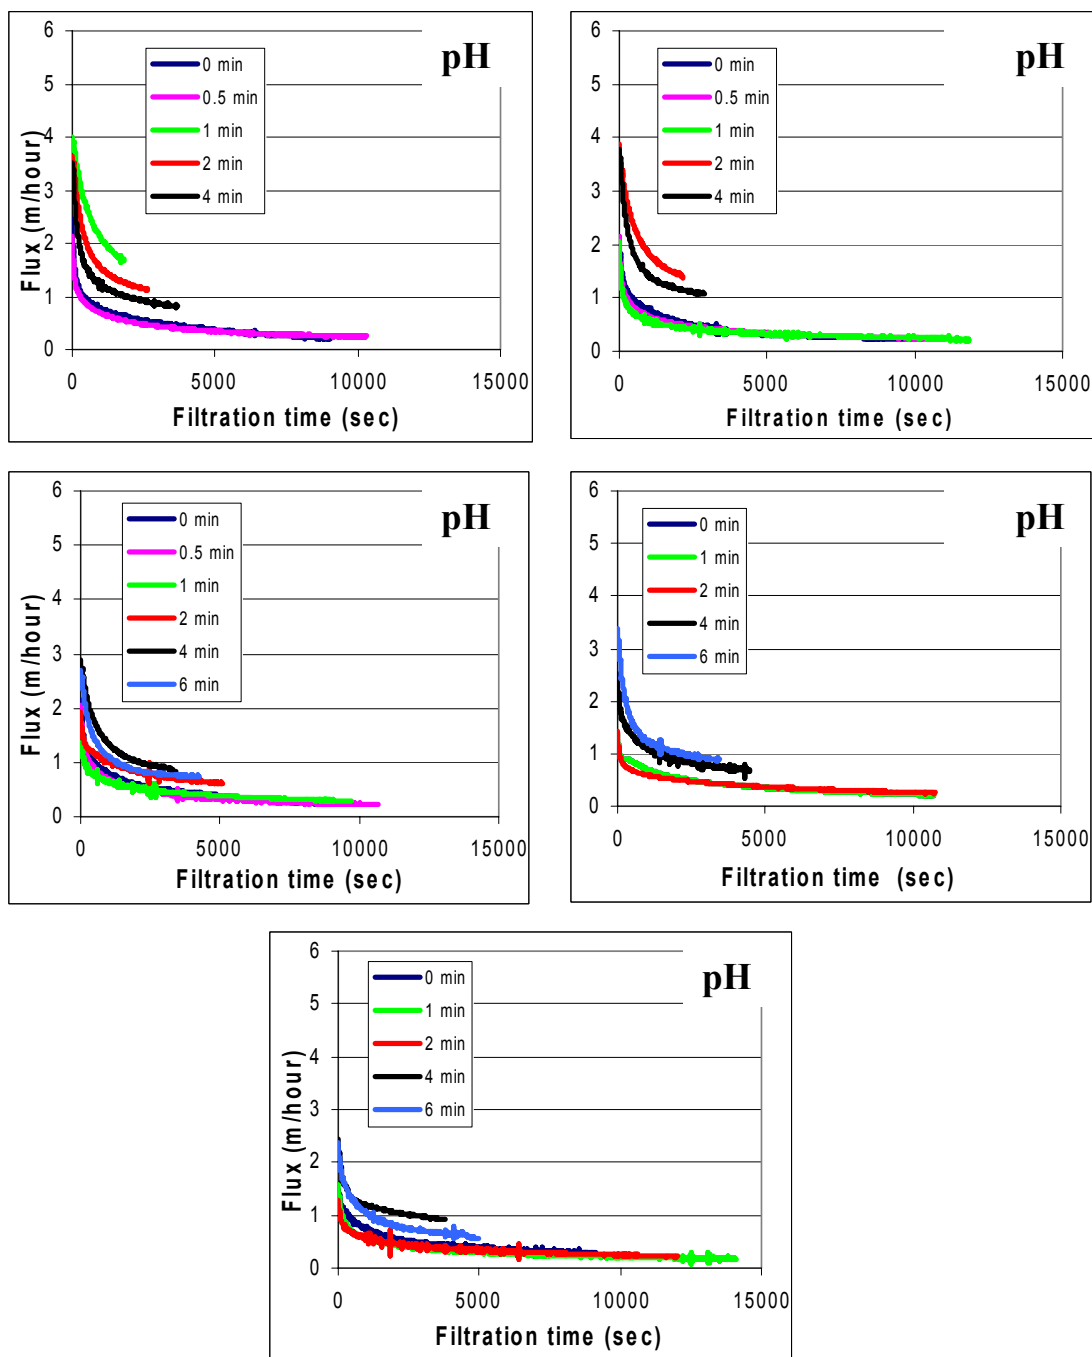 pH
6
5
4
3
2
1
0
Flux (m/hour)
0 min
0.5 min
1 min
2 min
4 min
0 5000 10000 15000
Filtration time (sec)
pH
6
5
4
3
2
1
0
0 min
0.5 min
1 min
2 min
4 min
0 5000 10000 15000
Filtration time (sec)
pH
6
5
4
3
2
1
0
Flux (m/hour)
0 min
0.5 min
1 min
2 min
4 min
6 min
0 5000 10000 15000
Filtration time (sec)
pH
6
5
4
3
2
1
0
0 min
1 min
2 min
4 min
6 min
0 5000 10000 15000
Filtration time (sec)
pH
6
5
4
3
2
1
0
Flux (m/hour)
0 min
1 min
2 min
4 min
6 min
0 5000 10000 15000
Filtration time (sec)